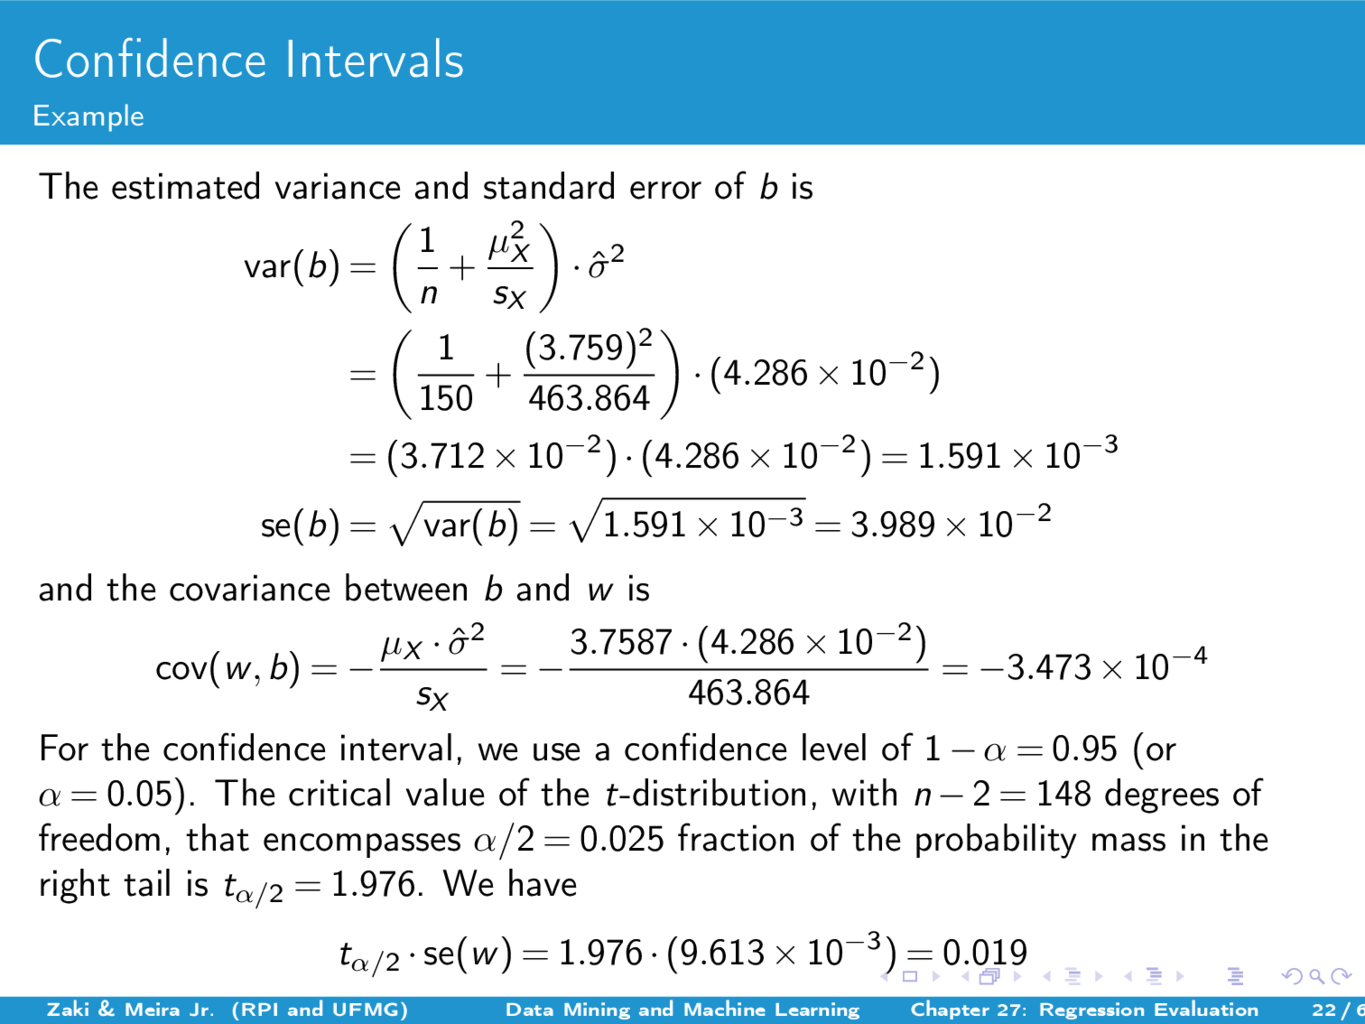 Confidence Intervals
Example
The estimated variance and standard error of b is
var(b) = (1/n + μ_X^2/s_X) · σ̂^2
= (1/150 + (3.759)^2/463.864) · (4.286 × 10^−2)
= (3.712 × 10^−2) · (4.286 × 10^−2) = 1.591 × 10^−3
se(b) = √var(b) = √1.591 × 10^−3 = 3.989 × 10^−2
and the covariance between b and w is
cov(w, b) = − μ_X · σ̂^2/s_X = − 3.7587 · (4.286 × 10^−2)/463.864 = −3.473 × 10^−4
For the confidence interval, we use a confidence level of 1 − α = 0.95 (or
α = 0.05). The critical value of the t-distribution, with n − 2 = 148 degrees of
freedom, that encompasses α/2 = 0.025 fraction of the probability mass in the
right tail is t_α/2 = 1.976. We have
t_α/2 · se(w) = 1.976 · (9.613 × 10^−3) = 0.019
Zaki & Meira Jr. (RPI and UFMG) Data Mining and Machine Learning Chapter 27: Regression Evaluation 22 / 6